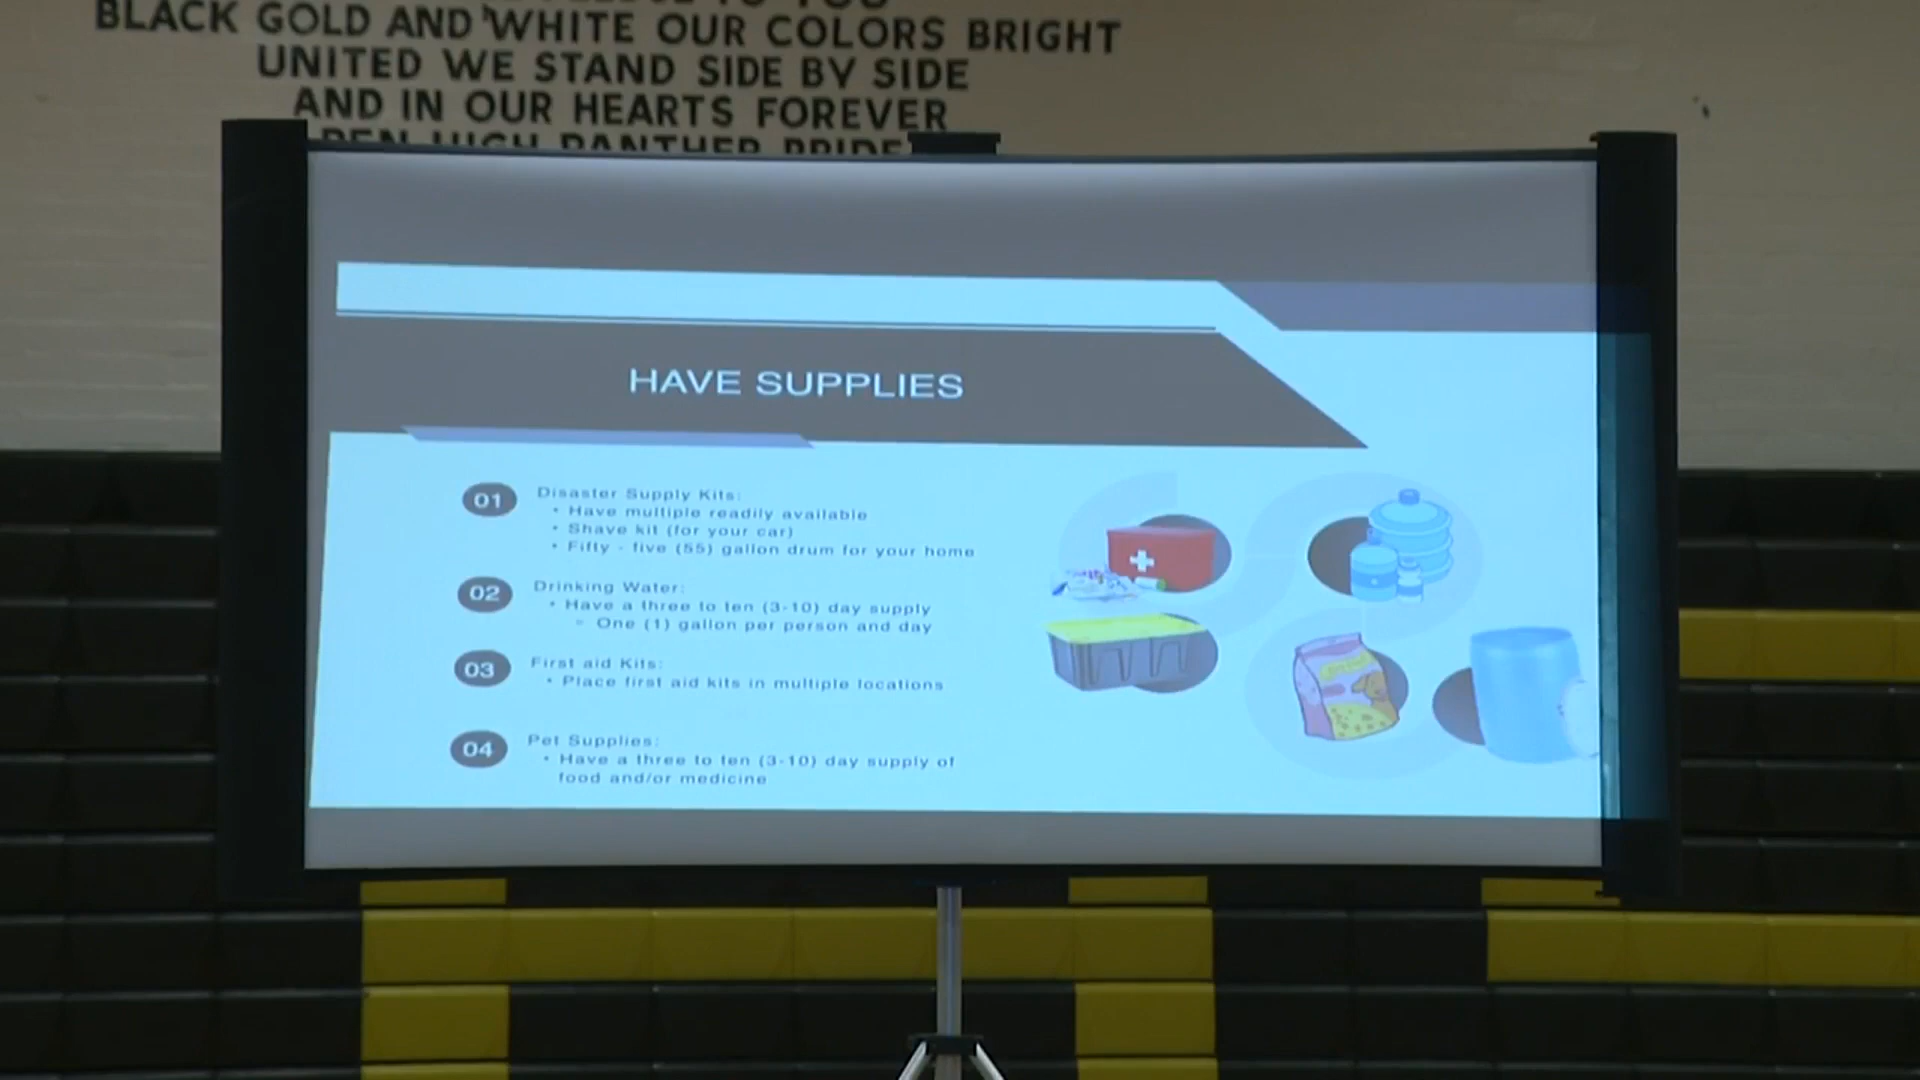 BLACK GOLD AND WHITE OUR COLORS BRIGHT
UNITED WE STAND SIDE BY SIDE
AND IN OUR HEARTS FOREVER
HIGH PANTHER PRIDE
HAVE SUPPLIES
01 Disaster Supply Kits:
• Have multiple readily available
• Shave kit (for your car)
• Fifty - five (55) gallon drum for your home
02 Drinking Water:
• Have a three to ten (3-10) day supply
- One (1) gallon per person and day
03 First aid Kits:
• Place first aid kits in multiple locations
04 Pet Supplies:
• Have a three to ten (3-10) day supply of
food and/or medicine